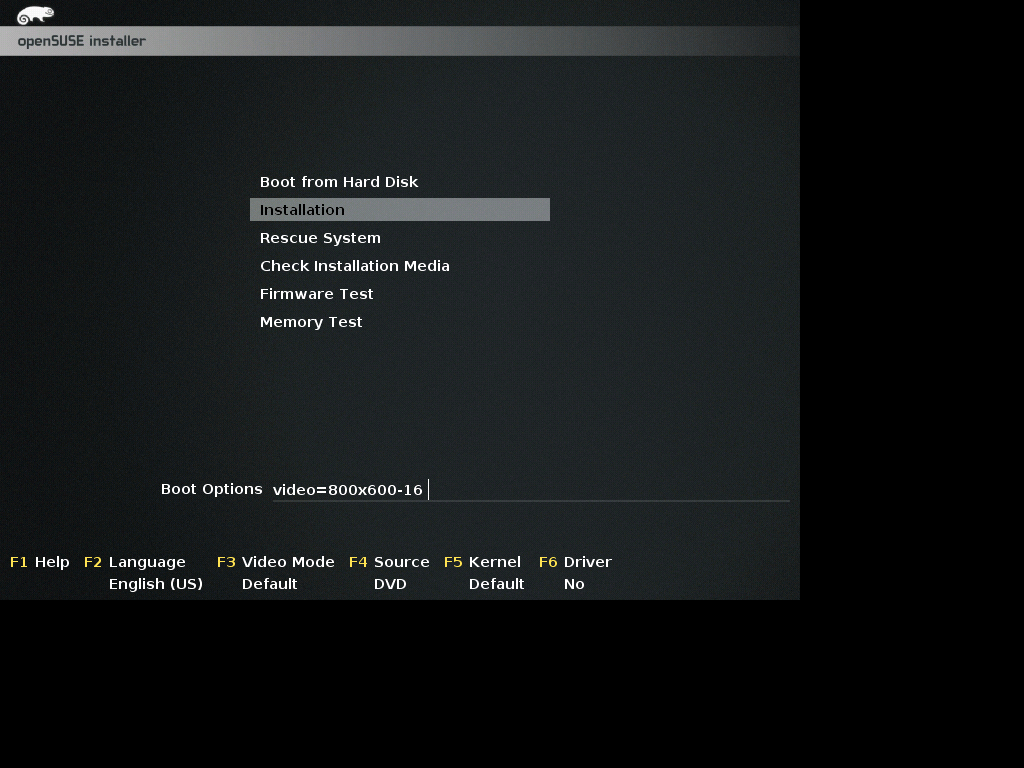 openSUSE installer
Boot from Hard Disk
Installation
Rescue System
Check Installation Media
Firmware Test
Memory Test
Boot Options video=800x600-16
F1 Help F2 Language F3 Video Mode F4 Source F5 Kernel F6 Driver
English (US) Default DVD Default No